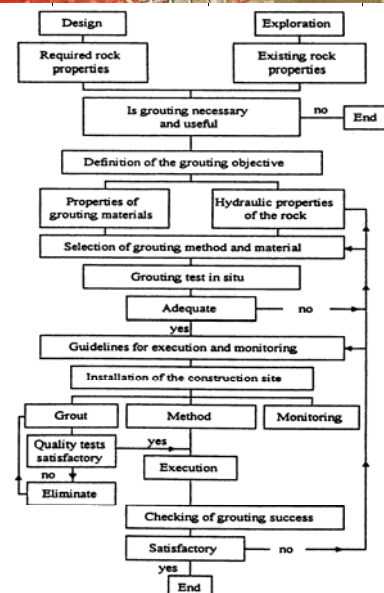 Design
Exploration
Required rock
properties
Existing rock
properties
Is grouting necessary
and useful
no
End
Definition of the grouting objective
Properties of
grouting materials
Hydraulic properties
of the rock
Selection of grouting method and material
Grouting test in situ
Adequate
no
yes
Guidelines for execution and monitoring
Installation of the construction site
Grout
Method
Monitoring
Quality tests
satisfactory
yes
Execution
no
Eliminate
Checking of grouting success
Satisfactory
no
yes
End